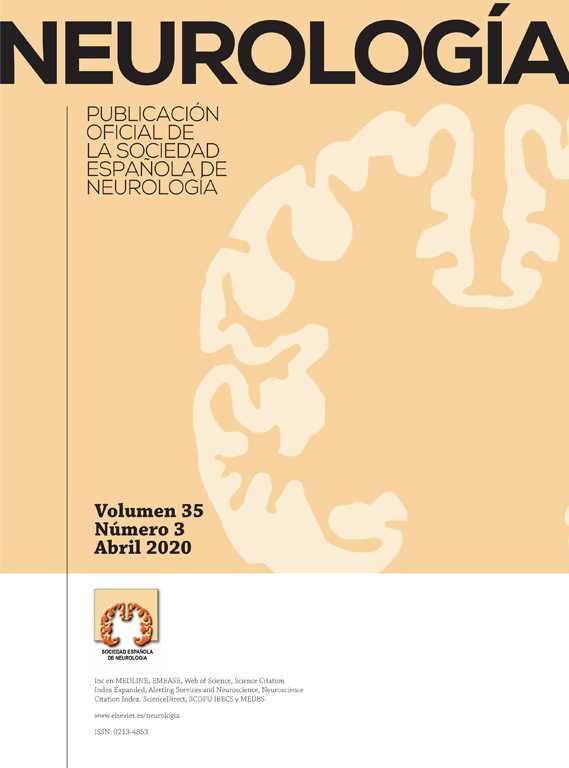 NEUROLOGÍA
PUBLICACIÓN
OFICIAL DE
LA SOCIEDAD
ESPAÑOLA DE
NEUROLOGÍA
Volumen 35
Número 3
Abril 2020
SOCIEDAD ESPAÑOLA
DE NEUROLOGÍA
Inc en MEDLINE, EMBASE, Web of Science, Science Citation
Index Expanded, Alerting Services and Neuroscience, Neuroscience
Citation Index. ScienceDirect, SCOPU IBECS y MEDES
www.elsevier.es/neurologia
ISSN: 0213-4853